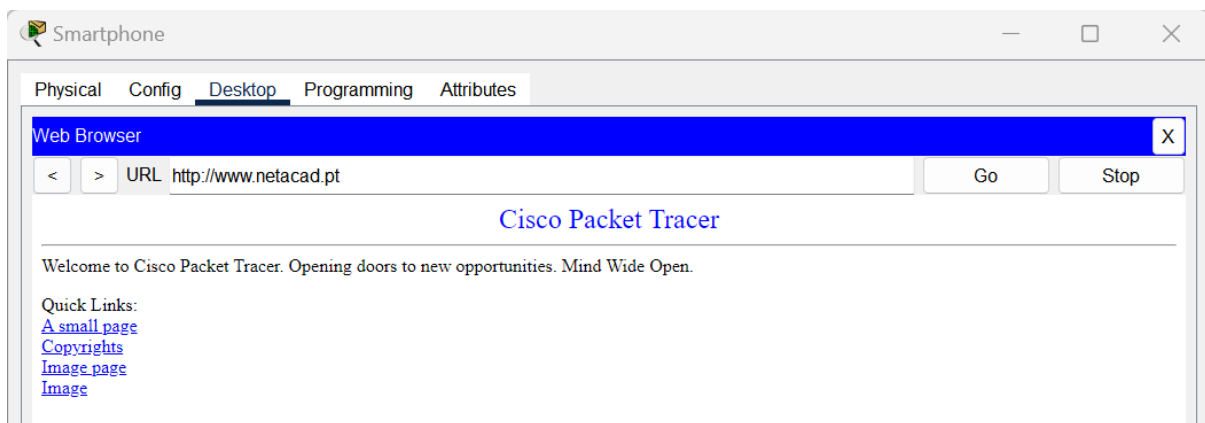 Smartphone
Physical Config Desktop Programming Attributes
Web Browser X
< > URL http://www.netacad.pt Go Stop
Cisco Packet Tracer
Welcome to Cisco Packet Tracer. Opening doors to new opportunities. Mind Wide Open.
Quick Links:
A small page
Copyrights
Image page
Image